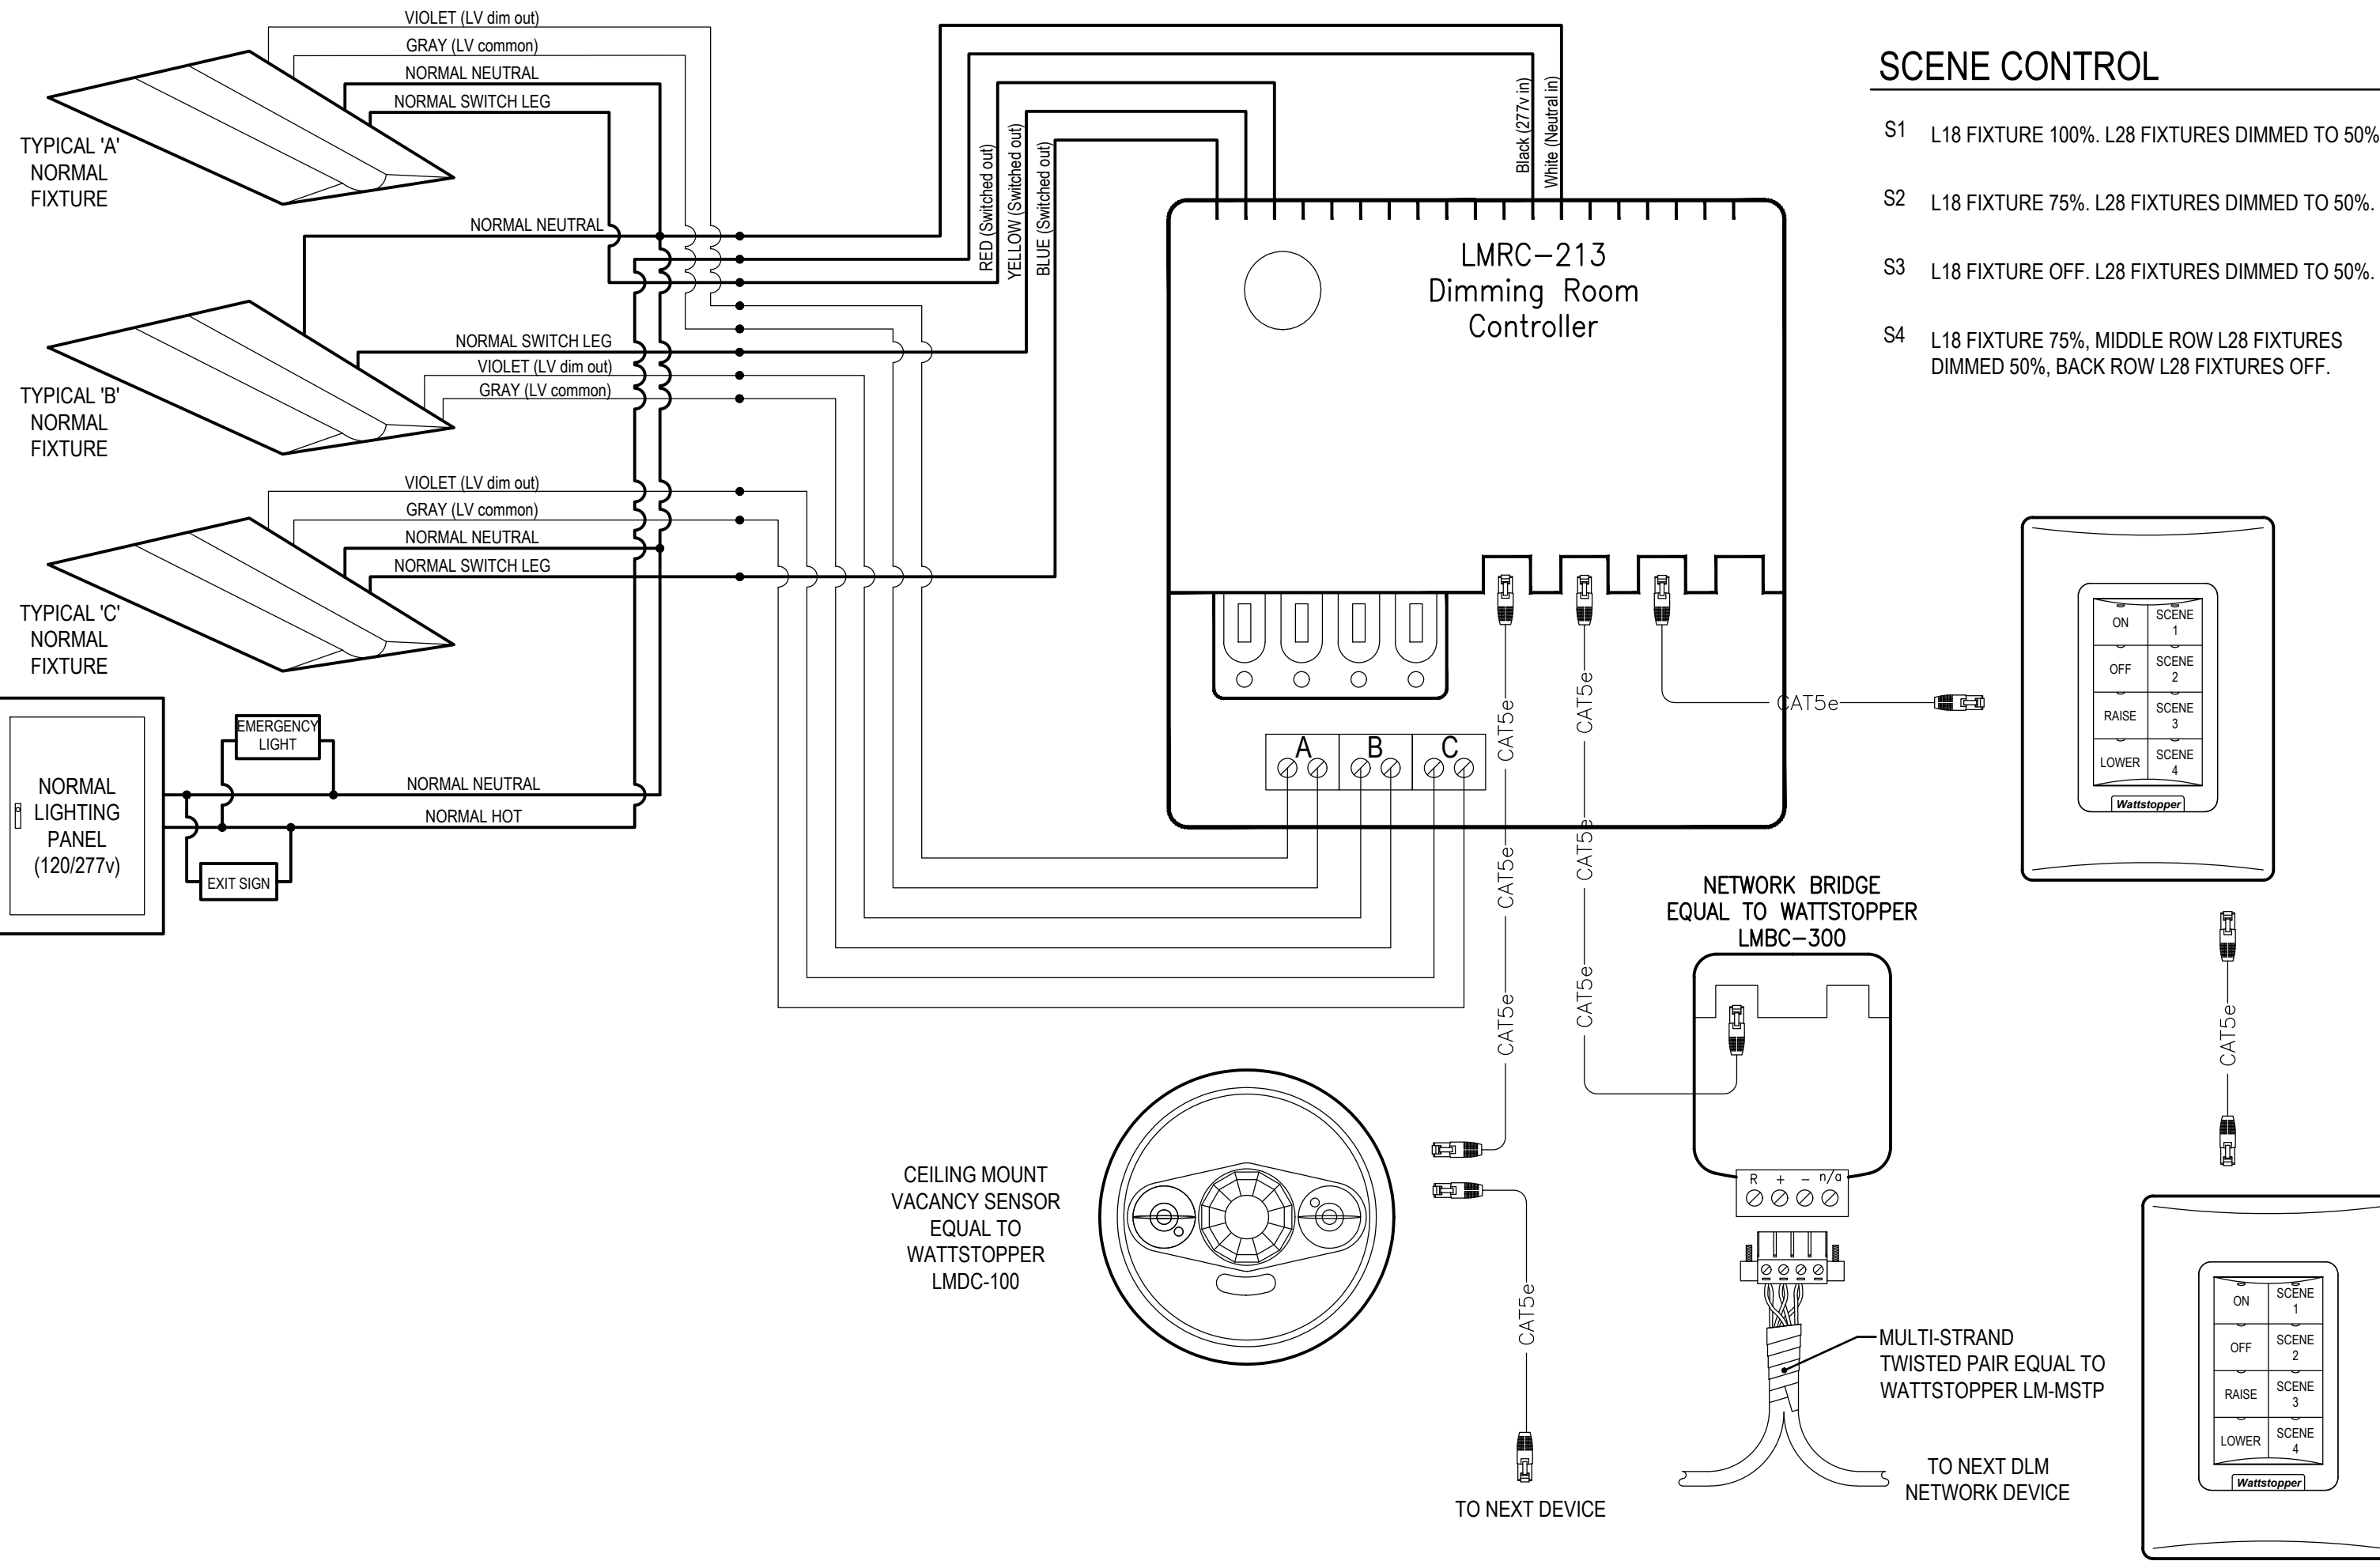 VIOLET (LV dim out)
GRAY (LV common)
NORMAL NEUTRAL
NORMAL SWITCH LEG
TYPICAL 'A'
NORMAL
FIXTURE
NORMAL NEUTRAL
NORMAL SWITCH LEG
VIOLET (LV dim out)
GRAY (LV common)
TYPICAL 'B'
NORMAL
FIXTURE
VIOLET (LV dim out)
GRAY (LV common)
NORMAL NEUTRAL
NORMAL SWITCH LEG
TYPICAL 'C'
NORMAL
FIXTURE
EMERGENCY
LIGHT
NORMAL
LIGHTING
PANEL
(120/277v)
NORMAL NEUTRAL
NORMAL HOT
EXIT SIGN
RED (Switched out)
YELLOW (Switched out)
BLUE (Switched out)
Black (277v in)
White (Neutral in)
LMRC-213
Dimming Room
Controller
A B C
CAT5e
CAT5e
CAT5e
CAT5e
CAT5e
CAT5e
CAT5e
SCENE CONTROL
S1 L18 FIXTURE 100%. L28 FIXTURES DIMMED TO 50%
S2 L18 FIXTURE 75%. L28 FIXTURES DIMMED TO 50%.
S3 L18 FIXTURE OFF. L28 FIXTURES DIMMED TO 50%.
S4 L18 FIXTURE 75%, MIDDLE ROW L28 FIXTURES
DIMMED 50%, BACK ROW L28 FIXTURES OFF.
ON SCENE 1
OFF SCENE 2
RAISE SCENE 3
LOWER SCENE 4
Wattstopper
NETWORK BRIDGE
EQUAL TO WATTSTOPPER
LMBC-300
R + - n/a
CAT5e
CEILING MOUNT
VACANCY SENSOR
EQUAL TO
WATTSTOPPER
LMDC-100
CAT5e
TO NEXT DEVICE
MULTI-STRAND
TWISTED PAIR EQUAL TO
WATTSTOPPER LM-MSTP
TO NEXT DLM
NETWORK DEVICE
ON SCENE 1
OFF SCENE 2
RAISE SCENE 3
LOWER SCENE 4
Wattstopper